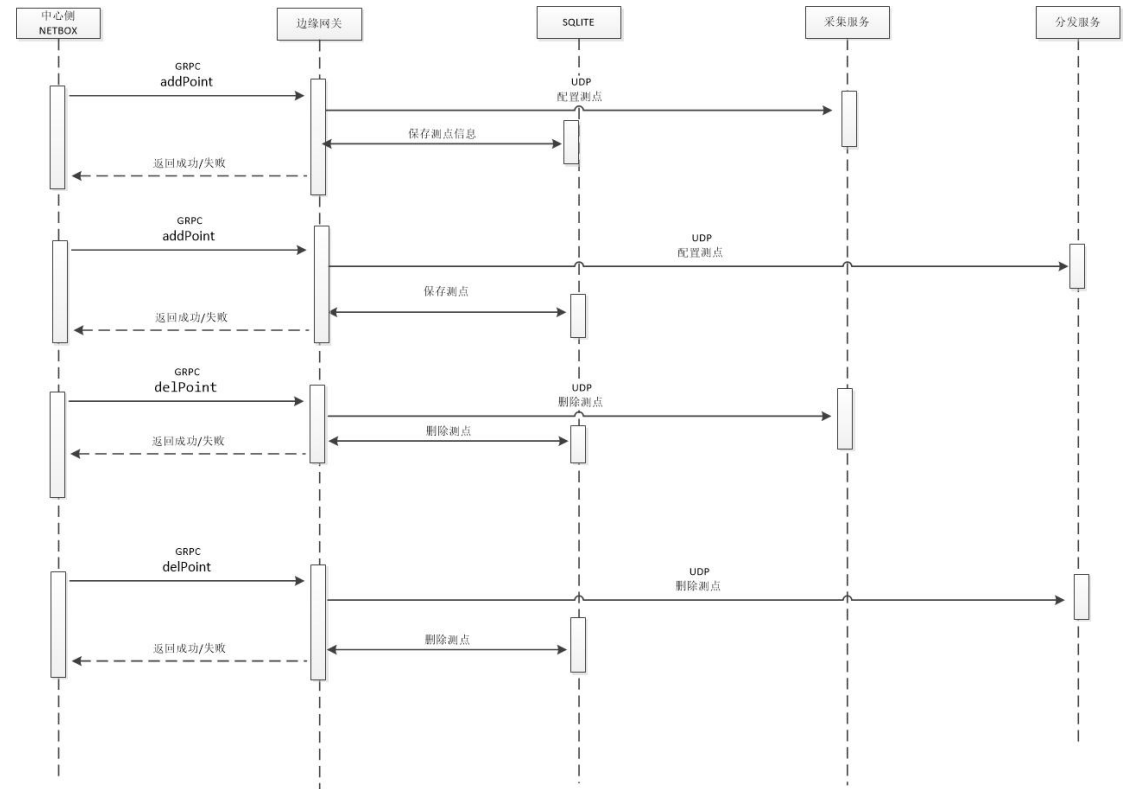 中心侧
NETBOX
边缘网关
SQLITE
采集服务
分发服务
GRPC
addPoint
UDP
配置测点
保存测点信息
返回成功/失败
GRPC
addPoint
UDP
配置测点
保存测点
返回成功/失败
GRPC
delPoint
UDP
删除测点
删除测点
返回成功/失败
GRPC
delPoint
UDP
删除测点
删除测点
返回成功/失败